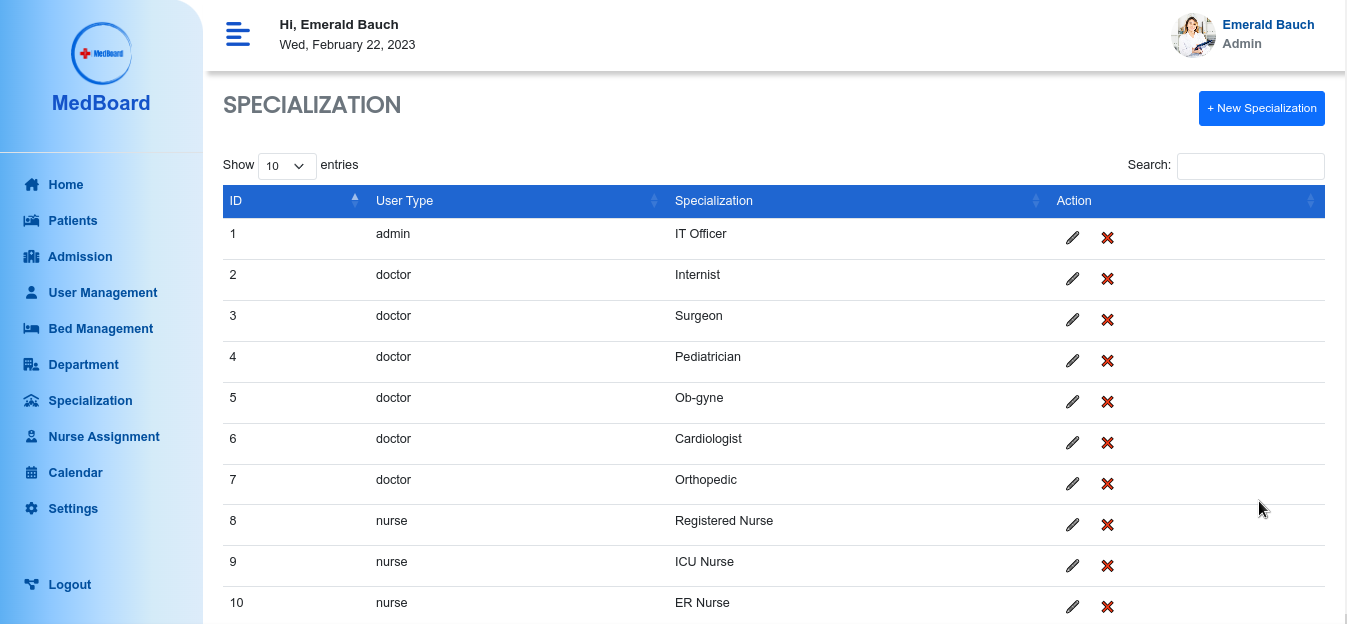 MedBoard
MedBoard
Home
Patients
Admission
User Management
Bed Management
Department
Specialization
Nurse Assignment
Calendar
Settings
Logout
Hi, Emerald Bauch
Wed, February 22, 2023
Emerald Bauch
Admin
SPECIALIZATION
+ New Specialization
Show 10 entries
Search:
ID User Type Specialization Action
1 admin IT Officer
2 doctor Internist
3 doctor Surgeon
4 doctor Pediatrician
5 doctor Ob-gyne
6 doctor Cardiologist
7 doctor Orthopedic
8 nurse Registered Nurse
9 nurse ICU Nurse
10 nurse ER Nurse